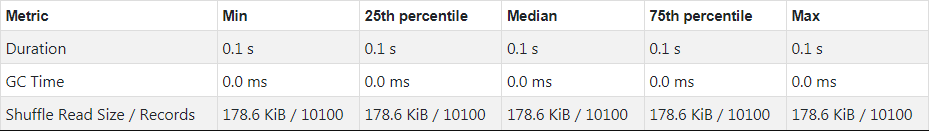 Metric Min 25th percentile Median 75th percentile Max
Duration 0.1 s 0.1 s 0.1 s 0.1 s 0.1 s
GC Time 0.0 ms 0.0 ms 0.0 ms 0.0 ms 0.0 ms
Shuffle Read Size / Records 178.6 KiB / 10100 178.6 KiB / 10100 178.6 KiB / 10100 178.6 KiB / 10100 178.6 KiB / 10100